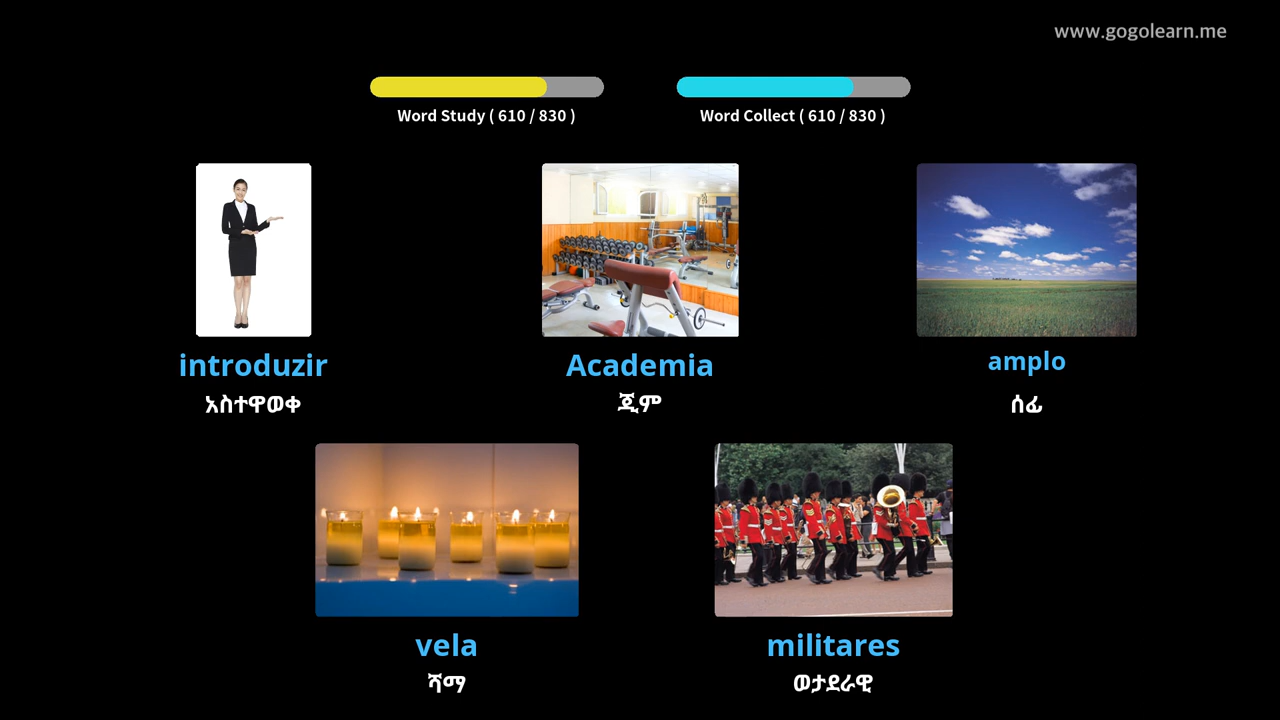 www.gogolearn.me
Word Study ( 610 / 830 )
Word Collect ( 610 / 830 )
introduzir
አስተዋወቀ
Academia
ጂም
amplo
ሰፊ
vela
ሻማ
militares
ወታደራዊ